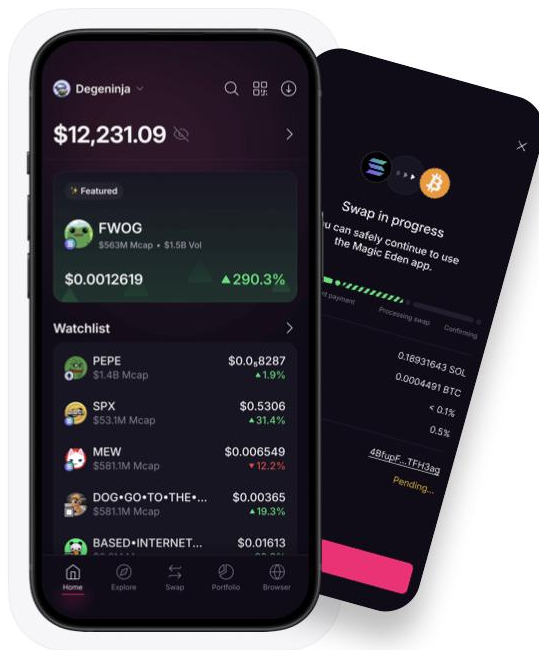 Degeninja
$12,231.09
Featured
FWOG
$563M Mcap • $1.5B Vol
$0.0012619
▲290.3%
Watchlist
PEPE
$0.0₅8287
$1.4B Mcap
▲1.9%
SPX
$0.5306
$53.1M Mcap
▲31.4%
MEW
$0.006549
$581.1M Mcap
▼12.2%
DOG•GO•TO•THE•...
$0.00365
$581.1M Mcap
▲19.3%
BASED•INTERNET...
$0.01613
Home
Explore
Swap
Portfolio
Browser
Swap in progress
can safely continue to use
the Magic Eden app.
payment
Processing swap
Confirming
0.18931643 SOL
0.0004491 BTC
< 0.1%
0.5%
4BfupF...TFH3ag
Pending...